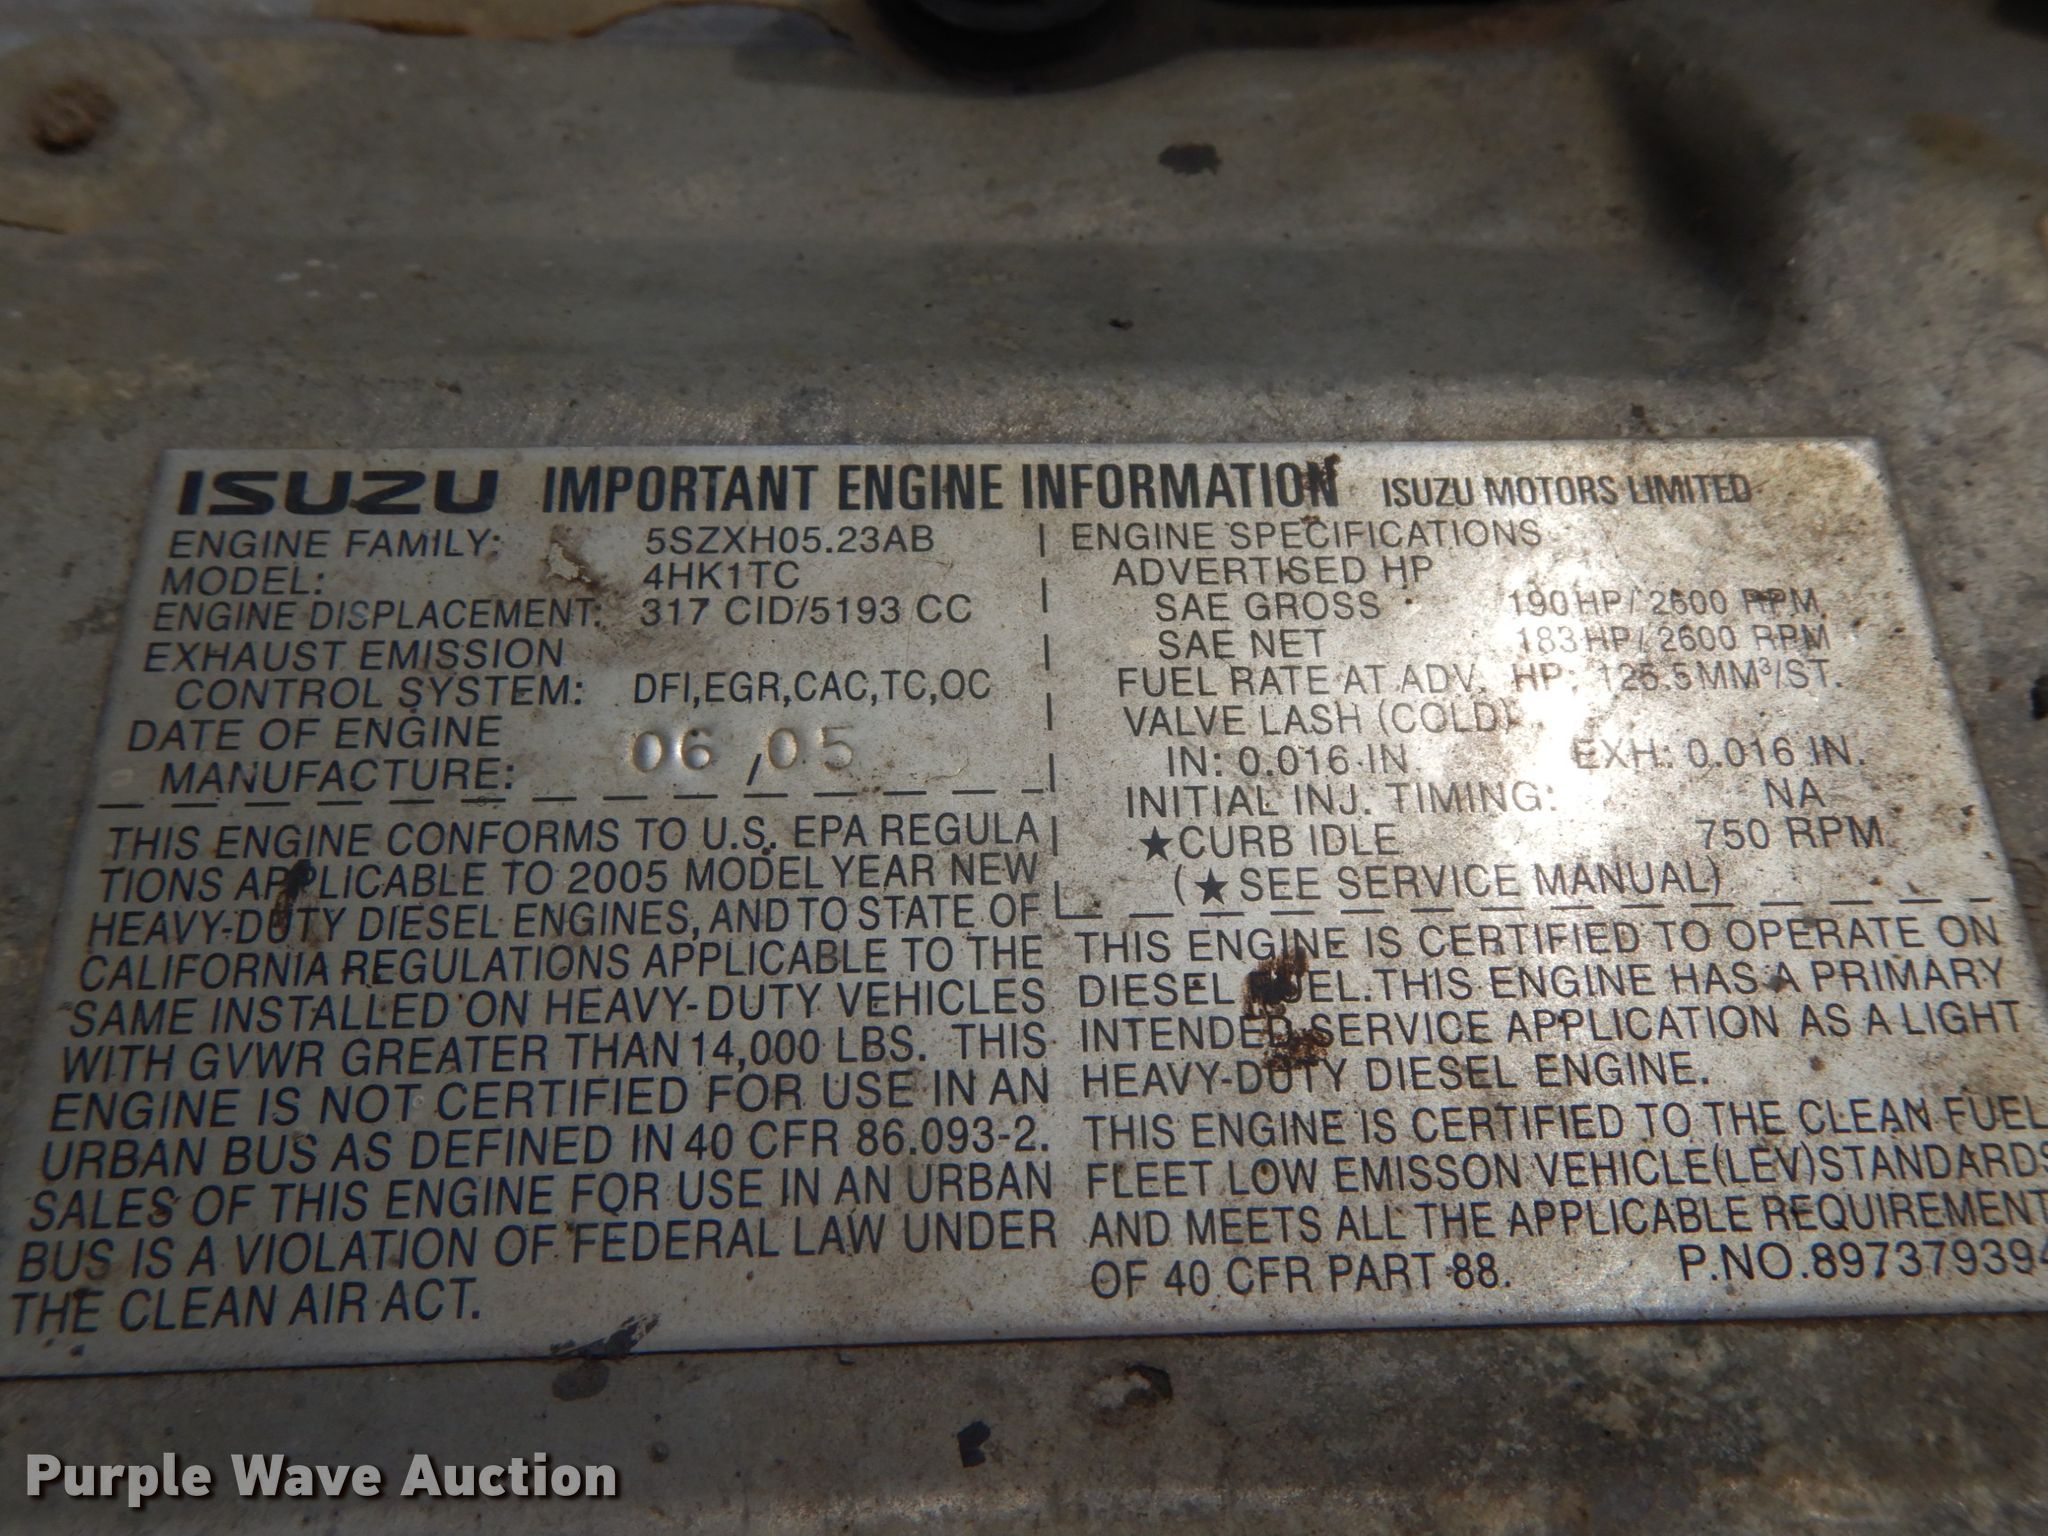 ISUZU IMPORTANT ENGINE INFORMATION ISUZU MOTORS LIMITED
ENGINE FAMILY: 5SZXH05.23AB
MODEL: 4HK1TC
ENGINE DISPLACEMENT: 317 CID/5193 CC
EXHAUST EMISSION
CONTROL SYSTEM: DFI,EGR,CAC,TC,OC
DATE OF ENGINE
MANUFACTURE: 06 / 05
THIS ENGINE CONFORMS TO U.S. EPA REGULA
TIONS APPLICABLE TO 2005 MODEL YEAR NEW
HEAVY-DUTY DIESEL ENGINES, AND TO STATE OF
CALIFORNIA REGULATIONS APPLICABLE TO THE
SAME INSTALLED ON HEAVY-DUTY VEHICLES
WITH GVWR GREATER THAN 14,000 LBS. THIS
ENGINE IS NOT CERTIFIED FOR USE IN AN
URBAN BUS AS DEFINED IN 40 CFR 86.093-2.
SALES OF THIS ENGINE FOR USE IN AN URBAN
BUS IS A VIOLATION OF FEDERAL LAW UNDER
THE CLEAN AIR ACT.
ENGINE SPECIFICATIONS
ADVERTISED HP
SAE GROSS 190 HP / 2600 RPM
SAE NET 183 HP / 2600 RPM
FUEL RATE AT ADV. HP: 125.5 MM³/ST.
VALVE LASH (COLD)
IN: 0.016 IN. EXH: 0.016 IN.
INITIAL INJ. TIMING: NA
★CURB IDLE 750 RPM
(★SEE SERVICE MANUAL)
THIS ENGINE IS CERTIFIED TO OPERATE ON
DIESEL FUEL. THIS ENGINE HAS A PRIMARY
INTENDED SERVICE APPLICATION AS A LIGHT
HEAVY-DUTY DIESEL ENGINE.
THIS ENGINE IS CERTIFIED TO THE CLEAN FUEL
FLEET LOW EMISSON VEHICLE(LEV)STANDARDS
AND MEETS ALL THE APPLICABLE REQUIREMENT
OF 40 CFR PART 88. P.NO.897379394
Purple Wave Auction